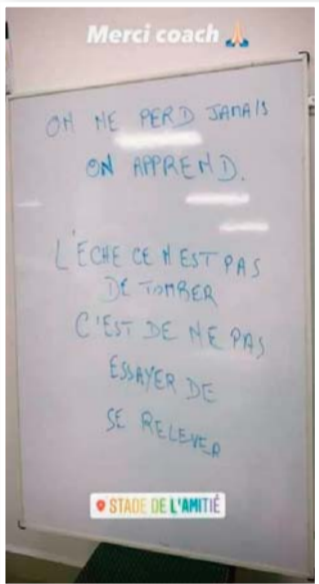 Merci coach 🙏🏻
ON NE PERD JAMAIS
ON APPREND.
L'ECHE CE N EST PAS
DE TOMBER
C'EST DE NE PAS
ESSAYER DE
SE RELEVER
STADE DE L'AMITIÉ